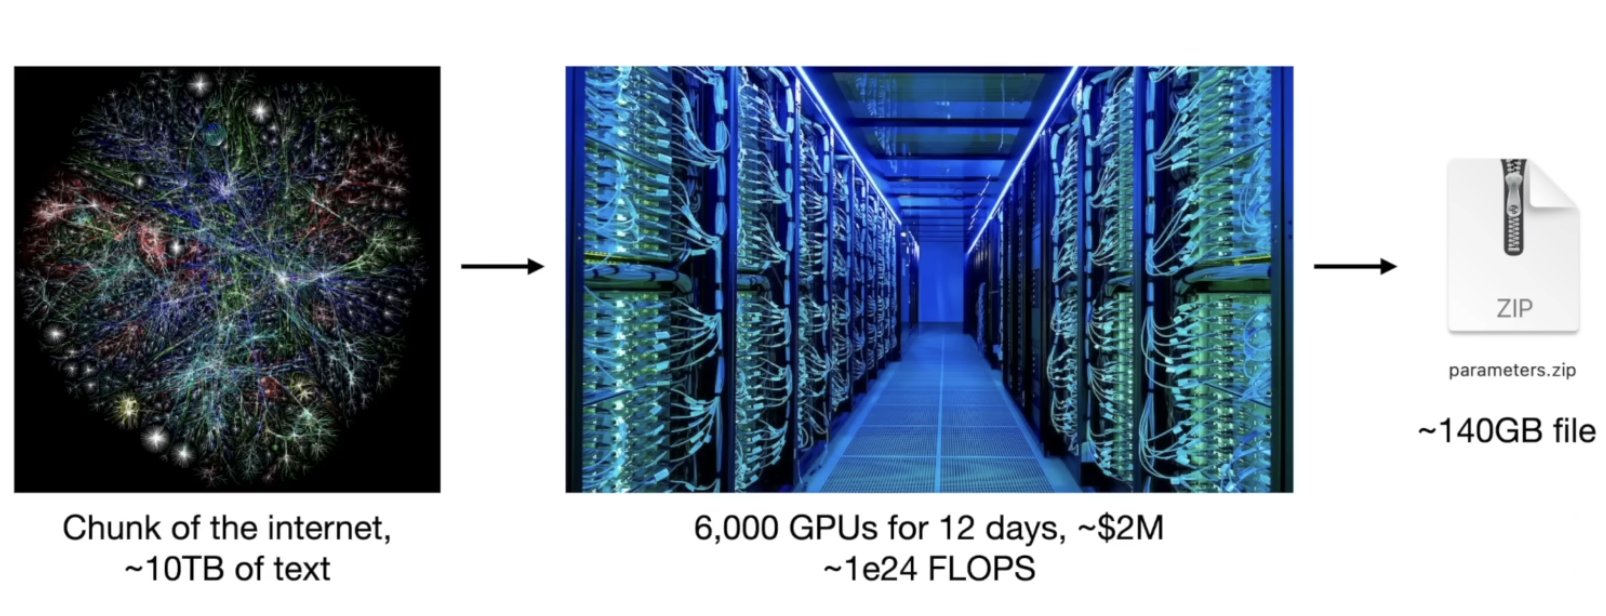 Chunk of the internet,
~10TB of text
6,000 GPUs for 12 days, ~$2M
~1e24 FLOPS
ZIP
parameters.zip
~140GB file